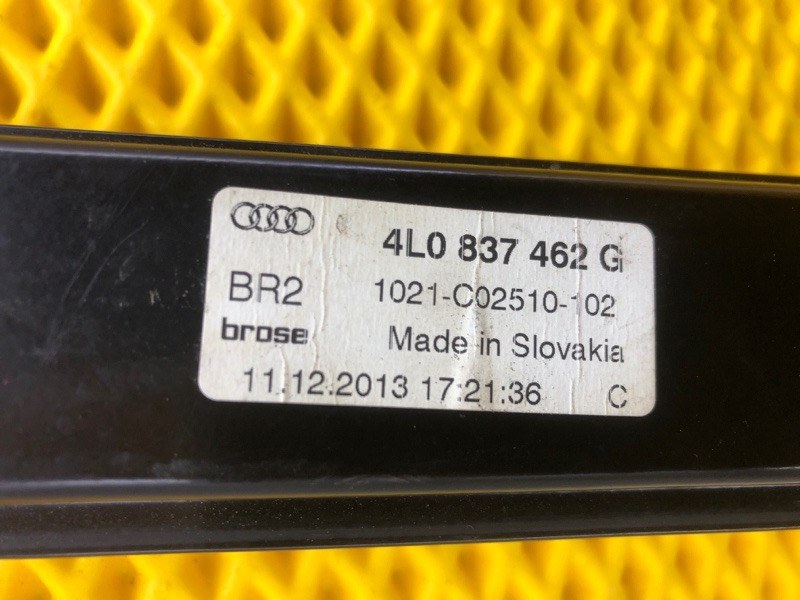 4L0 837 462 G
BR2 1021-C02510-102
brose Made in Slovakia
11.12.2013 17:21:36 C